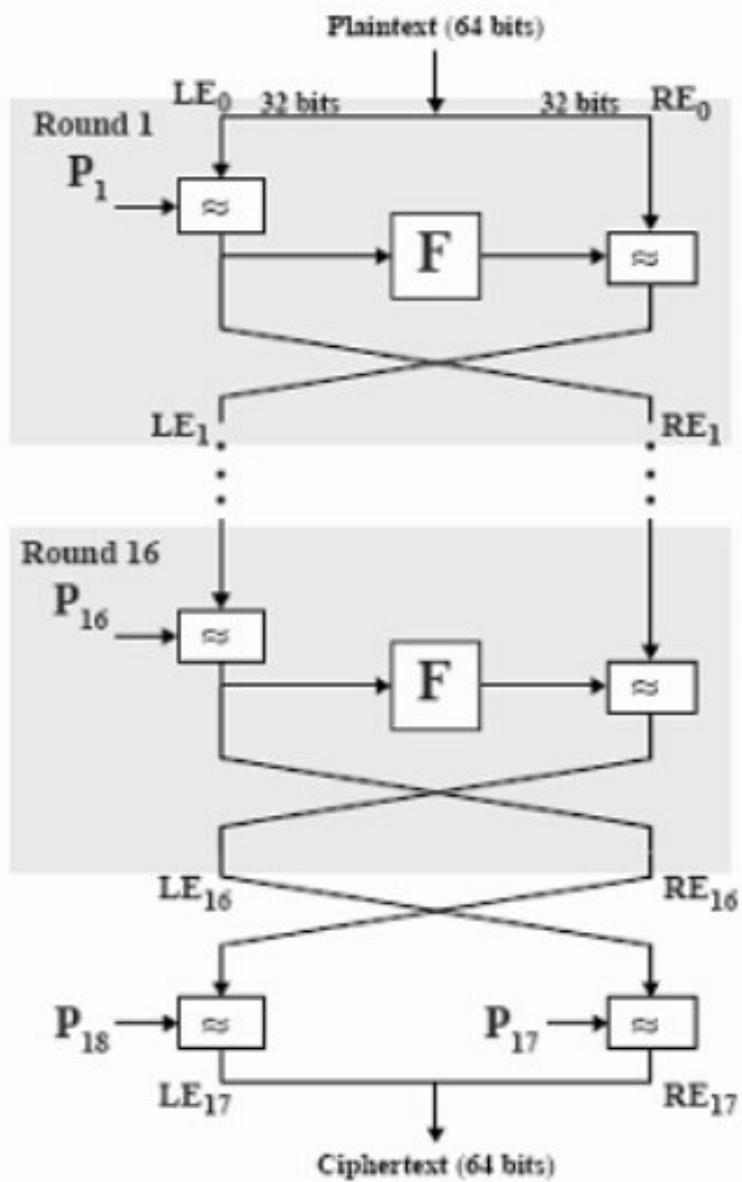 Plaintext (64 bits)
LE0 32 bits 32 bits RE0
Round 1
P1
≈
F
≈
LE1 RE1
Round 16
P16
≈
F
≈
LE16 RE16
P18 ≈ P17 ≈
LE17 RE17
Ciphertext (64 bits)